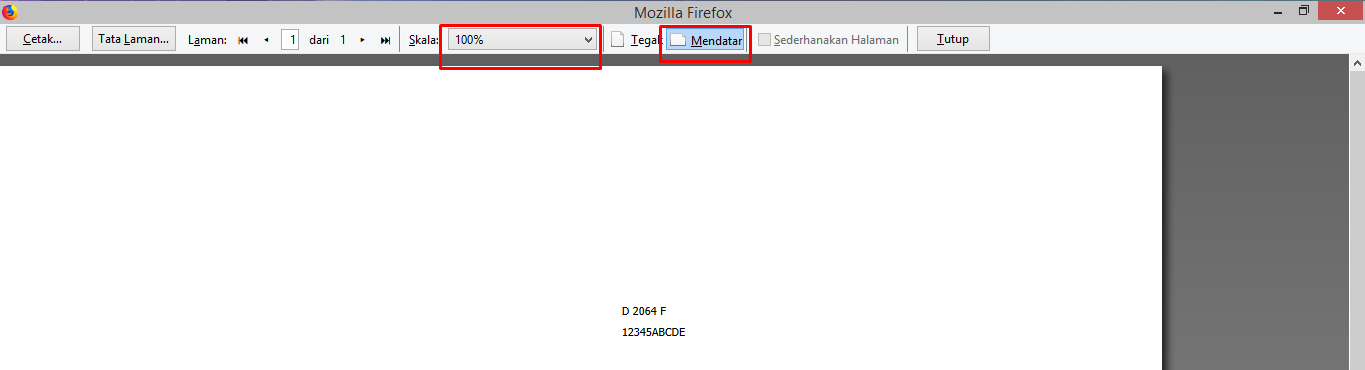 Mozilla Firefox
Cetak... Tata Laman... Laman: 1 dari 1 Skala: 100% Tegak Mendatar Sederhanakan Halaman Tutup
D 2064 F
12345ABCDE